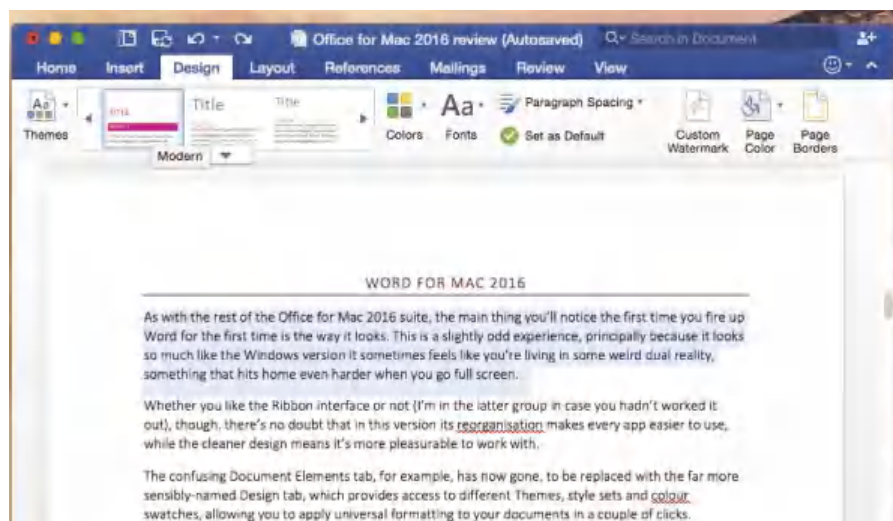 Office for Mac 2016 review (Autosaved) Search in Document
Home Insert Design Layout References Mailings Review View
Aa Title Title Aa Paragraph Spacing
Themes Colors Fonts Set as Default Custom Watermark Page Color Page Borders
Modern
WORD FOR MAC 2016
As with the rest of the Office for Mac 2016 suite, the main thing you'll notice the first time you fire up
Word for the first time is the way it looks. This is a slightly odd experience, principally because it looks
so much like the Windows version it sometimes feels like you're living in some weird dual reality,
something that hits home even harder when you go full screen.
Whether you like the Ribbon interface or not (I'm in the latter group in case you hadn't worked it
out), though, there's no doubt that in this version its reorganisation makes every app easier to use,
while the cleaner design means it's more pleasurable to work with.
The confusing Document Elements tab, for example, has now gone, to be replaced with the far more
sensibly-named Design tab, which provides access to different Themes, style sets and colour
swatches, allowing you to apply universal formatting to your documents in a couple of clicks.